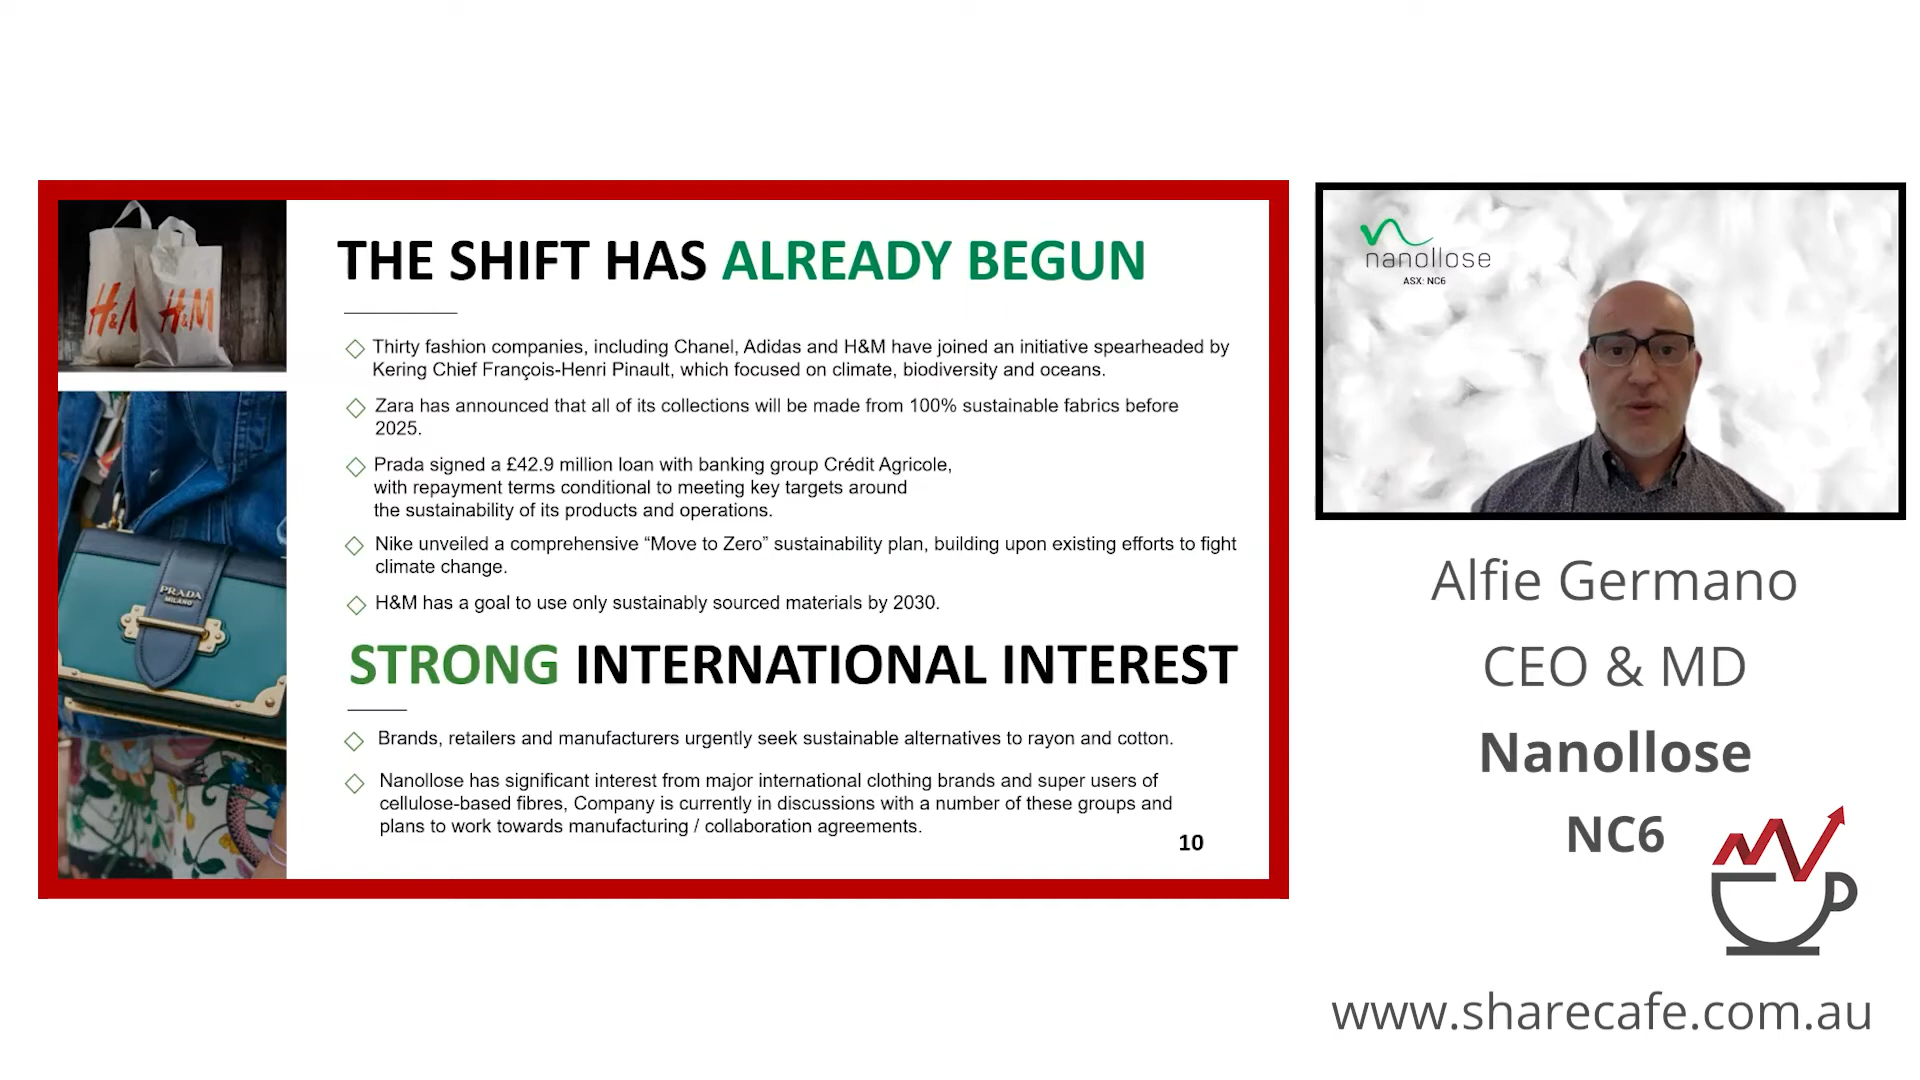 THE SHIFT HAS ALREADY BEGUN
Thirty fashion companies, including Chanel, Adidas and H&M have joined an initiative spearheaded by
Kering Chief François-Henri Pinault, which focused on climate, biodiversity and oceans.
Zara has announced that all of its collections will be made from 100% sustainable fabrics before
2025.
Prada signed a £42.9 million loan with banking group Crédit Agricole,
with repayment terms conditional to meeting key targets around
the sustainability of its products and operations.
Nike unveiled a comprehensive “Move to Zero” sustainability plan, building upon existing efforts to fight
climate change.
H&M has a goal to use only sustainably sourced materials by 2030.
STRONG INTERNATIONAL INTEREST
Brands, retailers and manufacturers urgently seek sustainable alternatives to rayon and cotton.
Nanollose has significant interest from major international clothing brands and super users of
cellulose-based fibres, Company is currently in discussions with a number of these groups and
plans to work towards manufacturing / collaboration agreements.
10
H&M
H&M
PRADA
MILANO
nanollose
ASX: NC6
Alfie Germano
CEO & MD
Nanollose
NC6
www.sharecafe.com.au